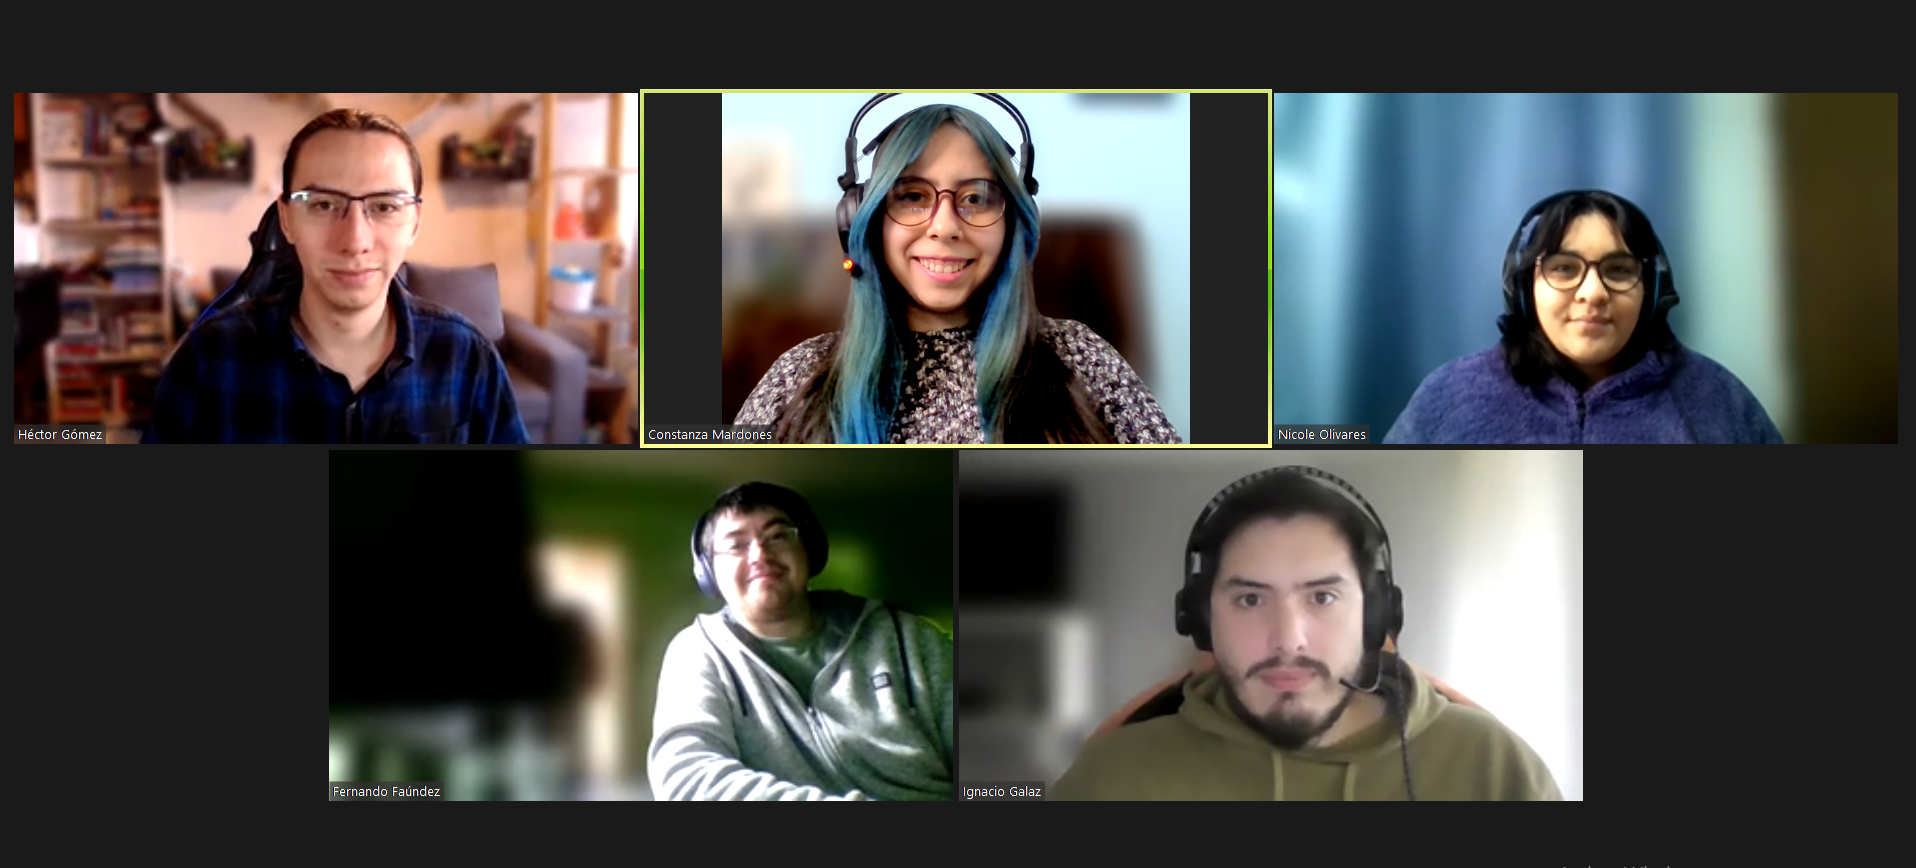 Héctor Gómez
Constanza Mardones
Nicole Olivares
Fernando Faúndez
Ignacio Galaz